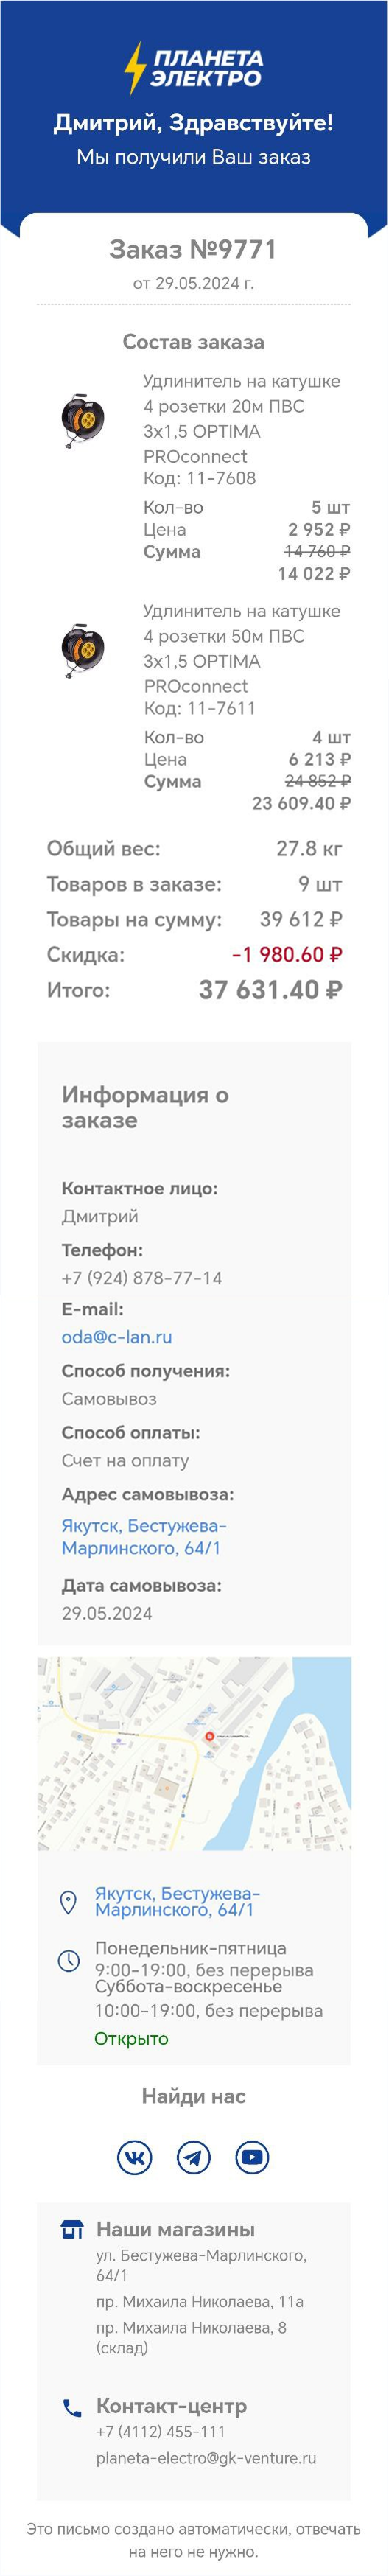 ПЛАНЕТА
ЭЛЕКТРО
Дмитрий, Здравствуйте!
Мы получили Ваш заказ
Заказ №9771
от 29.05.2024 г.
Состав заказа
Удлинитель на катушке
4 розетки 20м ПВС
3х1,5 OPTIMA
PROconnect
Код: 11-7608
Кол-во 5 шт
Цена 2 952 ₽
Сумма 14 760 ₽
14 022 ₽
Удлинитель на катушке
4 розетки 50м ПВС
3х1,5 OPTIMA
PROconnect
Код: 11-7611
Кол-во 4 шт
Цена 6 213 ₽
Сумма 24 852 ₽
23 609.40 ₽
Общий вес: 27.8 кг
Товаров в заказе: 9 шт
Товары на сумму: 39 612 ₽
Скидка: -1 980.60 ₽
Итого: 37 631.40 ₽
Информация о
заказе
Контактное лицо:
Дмитрий
Телефон:
+7 (924) 878-77-14
E-mail:
oda@c-lan.ru
Способ получения:
Самовывоз
Способ оплаты:
Счет на оплату
Адрес самовывоза:
Якутск, Бестужева-
Марлинского, 64/1
Дата самовывоза:
29.05.2024
Якутск, Бестужева-
Марлинского, 64/1
Понедельник-пятница
9:00-19:00, без перерыва
Суббота-воскресенье
10:00-19:00, без перерыва
Открыто
Найди нас
Наши магазины
ул. Бестужева-Марлинского,
64/1
пр. Михаила Николаева, 11а
пр. Михаила Николаева, 8
(склад)
Контакт-центр
+7 (4112) 455-111
planeta-electro@gk-venture.ru
Это письмо создано автоматически, отвечать
на него не нужно.